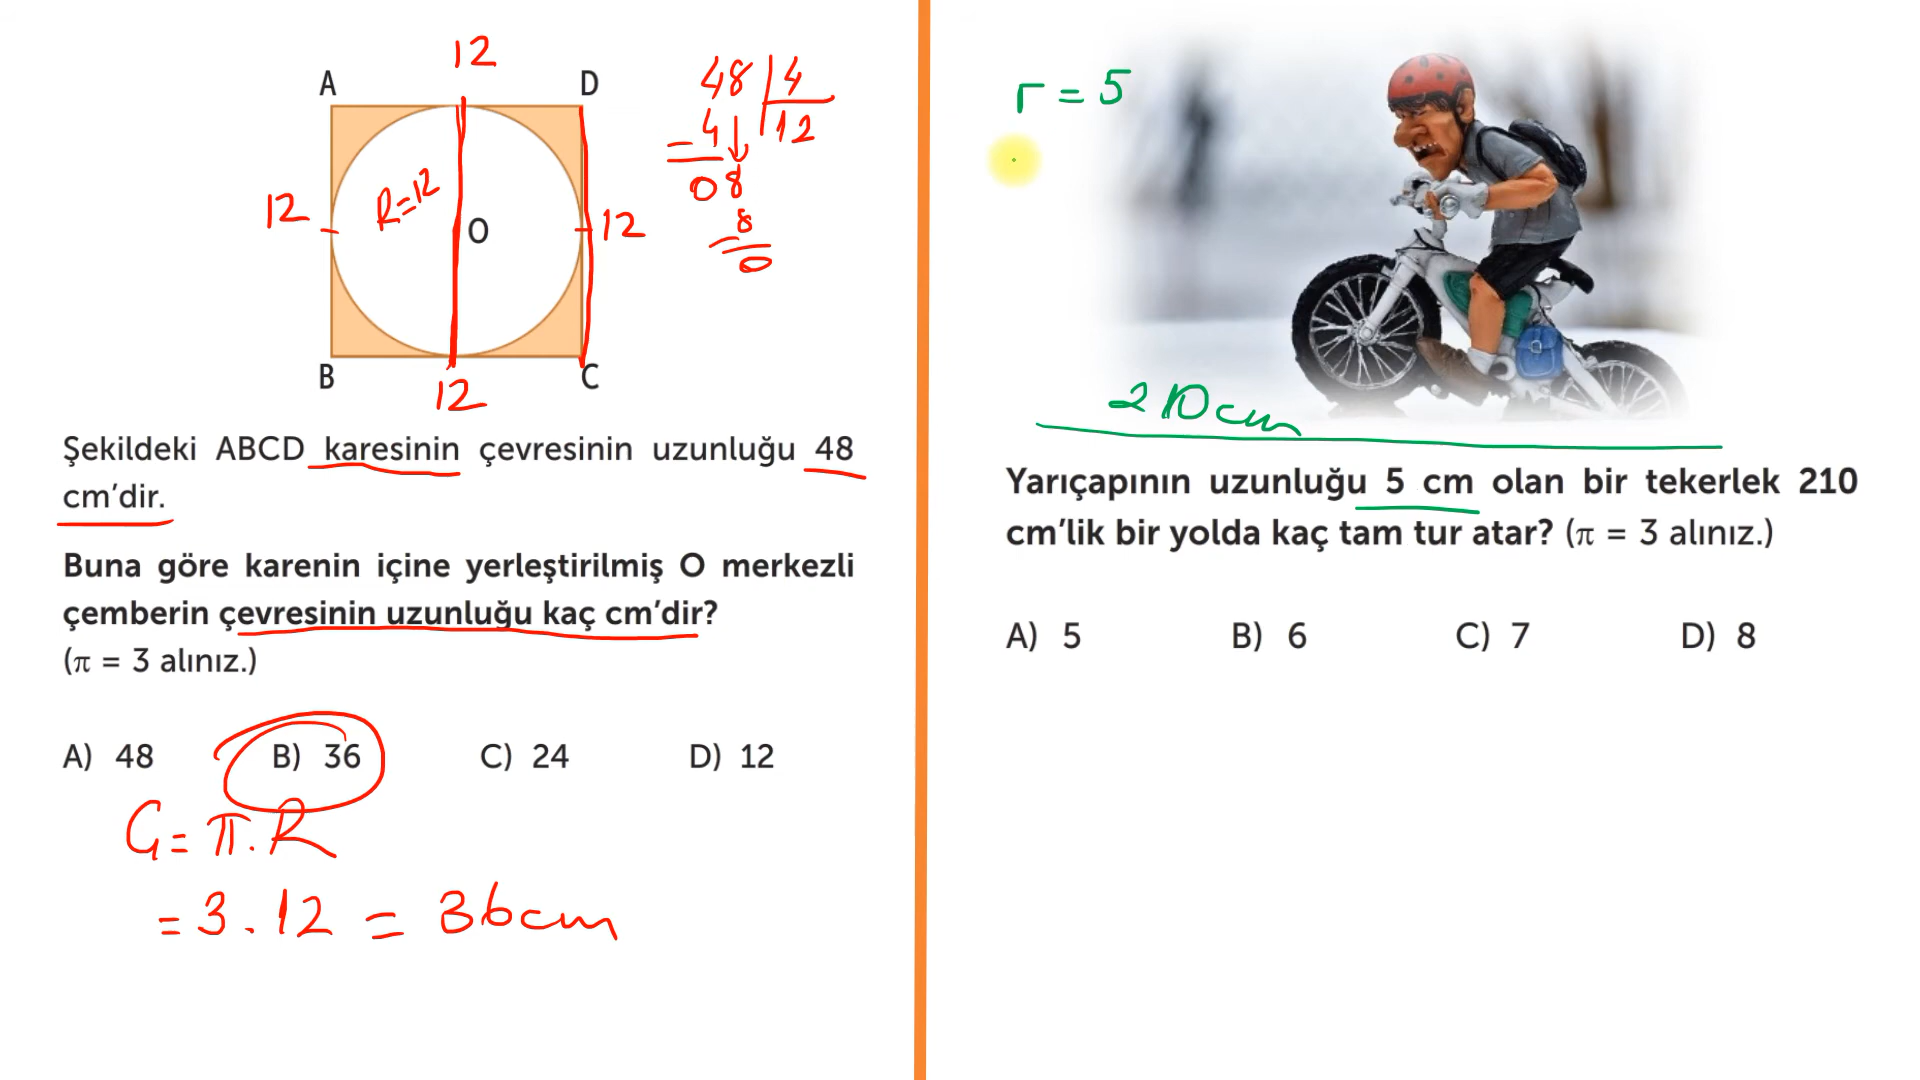 12
A
D
12
R=12
O
12
B
12
C
48 | 4
- 4 12
08
- 8
0
Şekildeki ABCD karesinin çevresinin uzunluğu 48
cm'dir.
Buna göre karenin içine yerleştirilmiş O merkezli
çemberin çevresinin uzunluğu kaç cm'dir?
(π = 3 alınız.)
A) 48 B) 36 C) 24 D) 12
Ç = π.R
= 3 . 12 = 36cm
r = 5
210cm
Yarıçapının uzunluğu 5 cm olan bir tekerlek 210
cm'lik bir yolda kaç tam tur atar? (π = 3 alınız.)
A) 5 B) 6 C) 7 D) 8